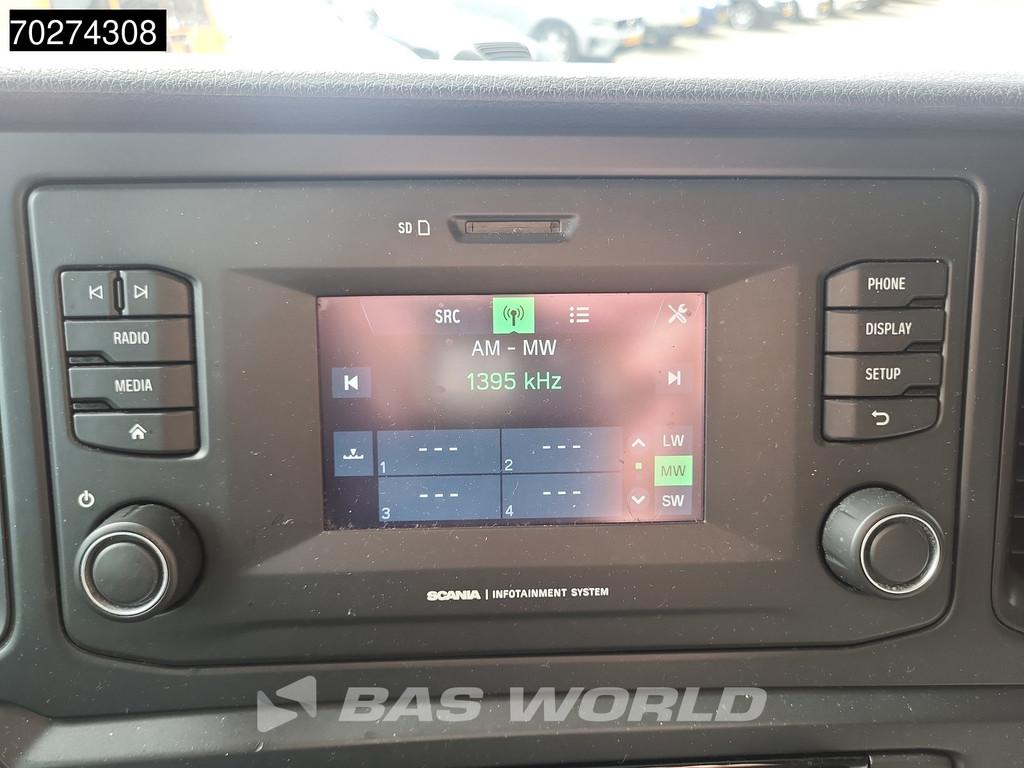 70274308
SD
PHONE
RADIO
DISPLAY
MEDIA
SETUP
SRC
AM - MW
1395 kHz
--- ---
1 2
--- ---
3 4
LW
MW
SW
SCANIA | INFOTAINMENT SYSTEM
BAS WORLD